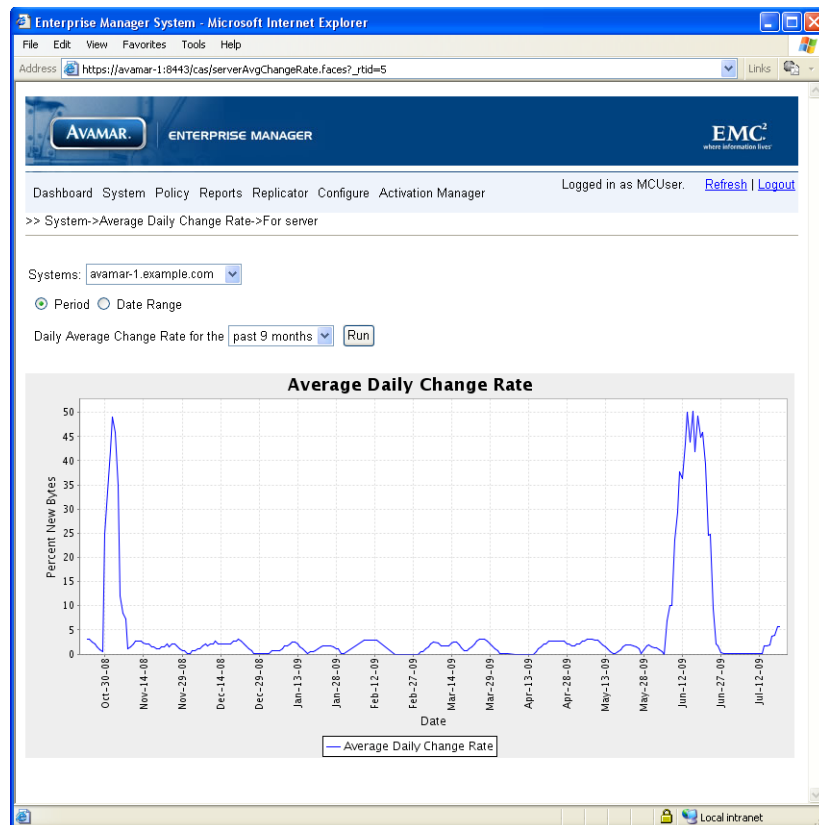 Enterprise Manager System - Microsoft Internet Explorer
File Edit View Favorites Tools Help
Address https://avamar-1:8443/cas/serverAvgChangeRate.faces?_rtid=5 Links
AVAMAR. ENTERPRISE MANAGER EMC²
where information lives®
Dashboard System Policy Reports Replicator Configure Activation Manager Logged in as MCUser. Refresh | Logout
>> System->Average Daily Change Rate->For server
Systems: avamar-1.example.com
Period Date Range
Daily Average Change Rate for the past 9 months Run
Average Daily Change Rate
Percent New Bytes
50
45
40
35
30
25
20
15
10
5
0
Oct-30-08 Nov-14-08 Nov-29-08 Dec-14-08 Dec-29-08 Jan-13-09 Jan-28-09 Feb-12-09 Feb-27-09 Mar-14-09 Mar-29-09 Apr-13-09 Apr-28-09 May-13-09 May-28-09 Jun-12-09 Jun-27-09 Jul-12-09
Date
Average Daily Change Rate
Local intranet